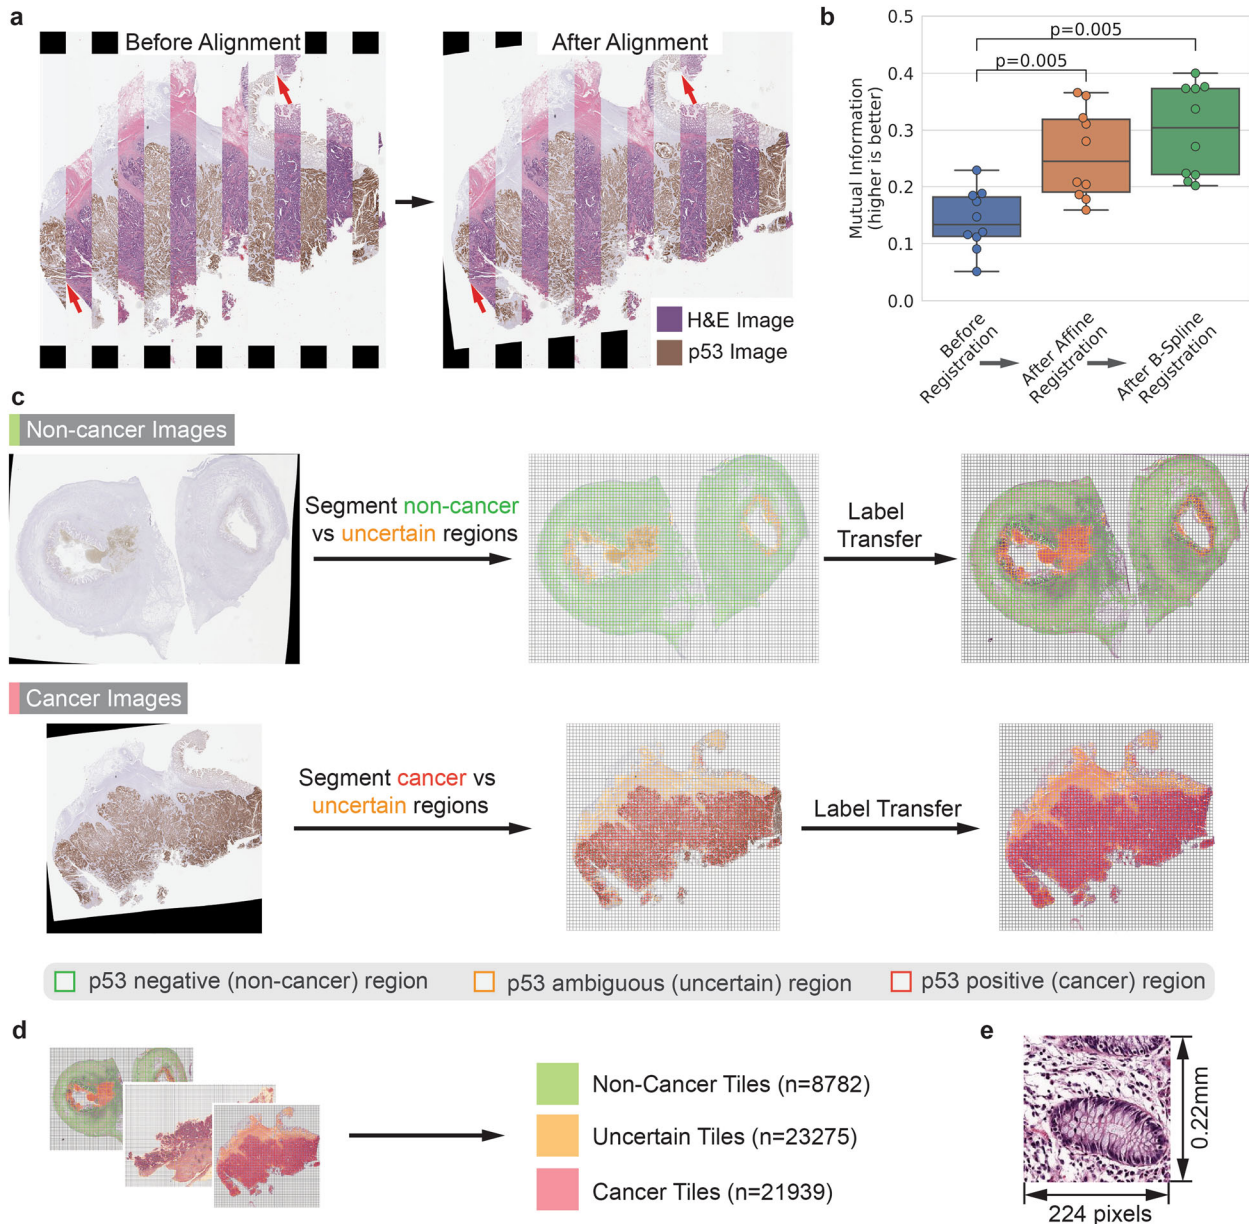 a
Before Alignment
After Alignment
H&E Image
p53 Image
b
0.5
0.4
0.3
0.2
0.1
0.0
Mutual Information
(higher is better)
p=0.005
p=0.005
Before
Registration
After Affine
Registration
After B-Spline
Registration
c
Non-cancer Images
Segment non-cancer
vs uncertain regions
Label
Transfer
Cancer Images
Segment cancer vs
uncertain regions
Label Transfer
p53 negative (non-cancer) region
p53 ambiguous (uncertain) region
p53 positive (cancer) region
d
Non-Cancer Tiles (n=8782)
Uncertain Tiles (n=23275)
Cancer Tiles (n=21939)
e
0.22mm
224 pixels